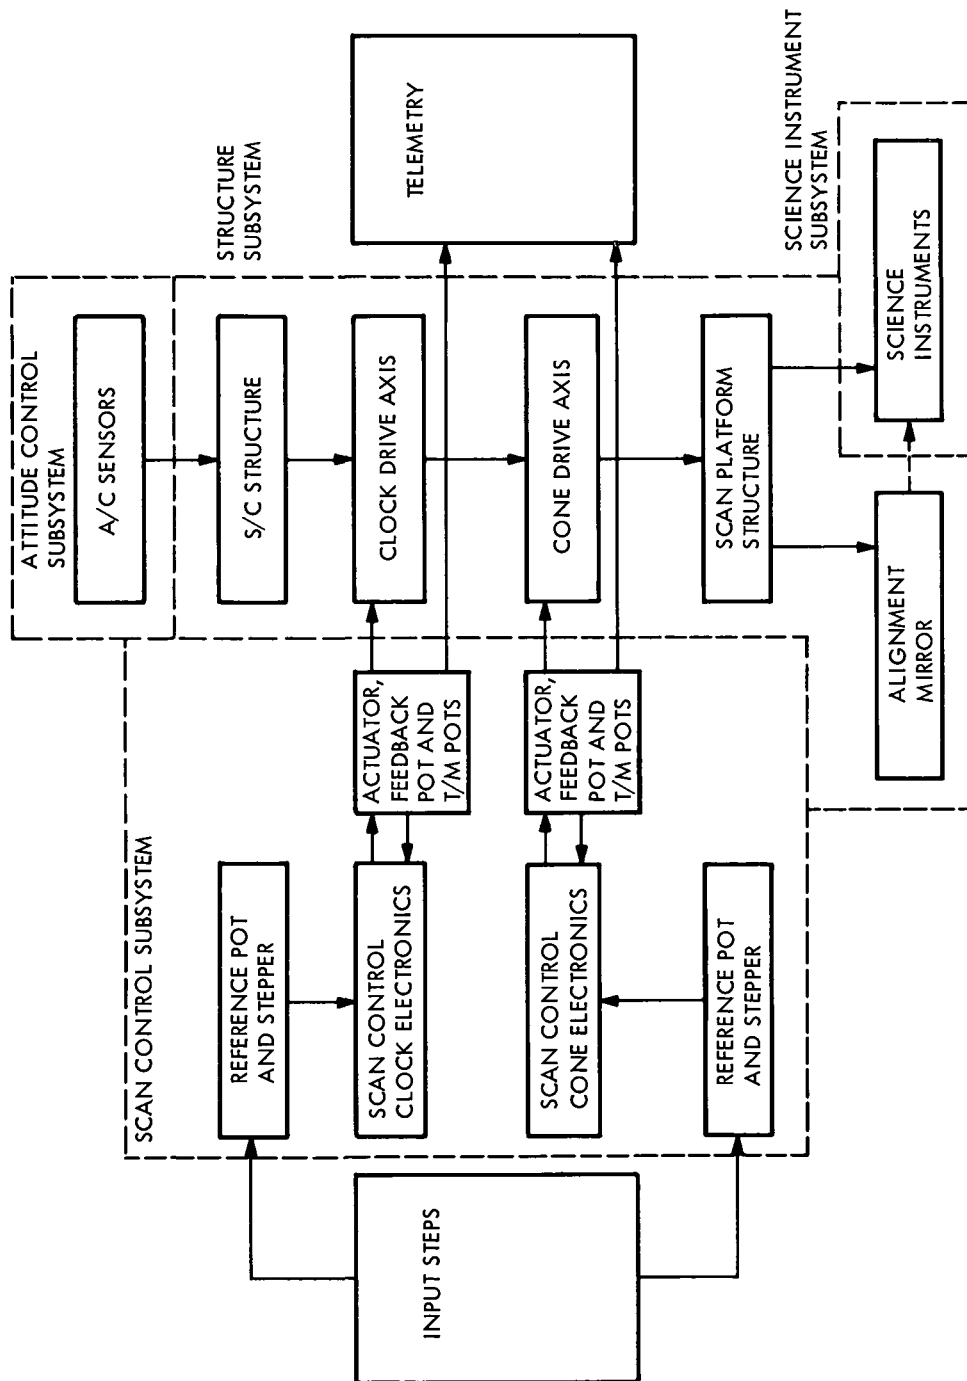 ATTITUDE CONTROL
SUBSYSTEM
A/C SENSORS
STRUCTURE
SUBSYSTEM
S/C STRUCTURE
SCAN CONTROL SUBSYSTEM
REFERENCE POT
AND STEPPER
INPUT STEPS
SCAN CONTROL
CLOCK ELECTRONICS
ACTUATOR,
FEEDBACK
POT AND
T/M POTS
CLOCK DRIVE AXIS
TELEMETRY
SCAN CONTROL
CONE ELECTRONICS
ACTUATOR,
FEEDBACK
POT AND
T/M POTS
CONE DRIVE AXIS
REFERENCE POT
AND STEPPER
SCAN PLATFORM
STRUCTURE
SCIENCE INSTRUMENT
SUBSYSTEM
ALIGNMENT
MIRROR
SCIENCE
INSTRUMENTS